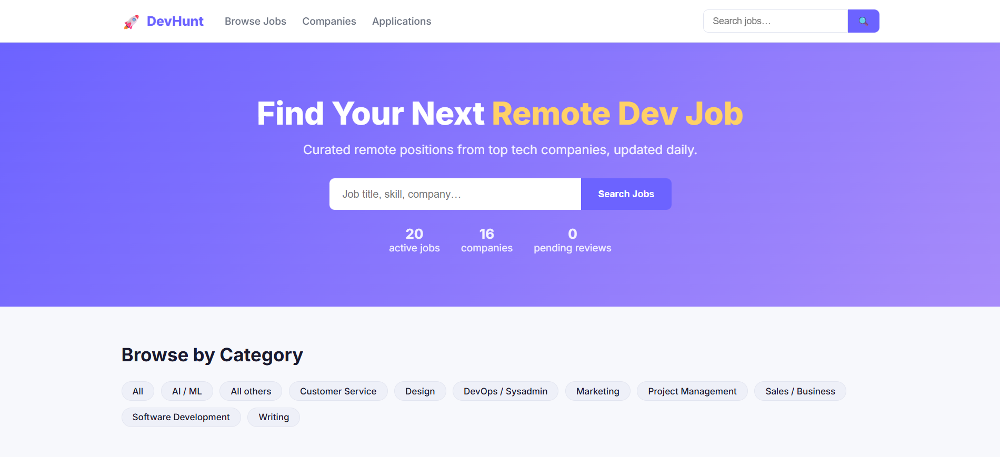 DevHunt Browse Jobs Companies Applications Search jobs…
Find Your Next Remote Dev Job
Curated remote positions from top tech companies, updated daily.
Job title, skill, company… Search Jobs
20 16 0
active jobs companies pending reviews
Browse by Category
All AI / ML All others Customer Service Design DevOps / Sysadmin Marketing Project Management Sales / Business
Software Development Writing